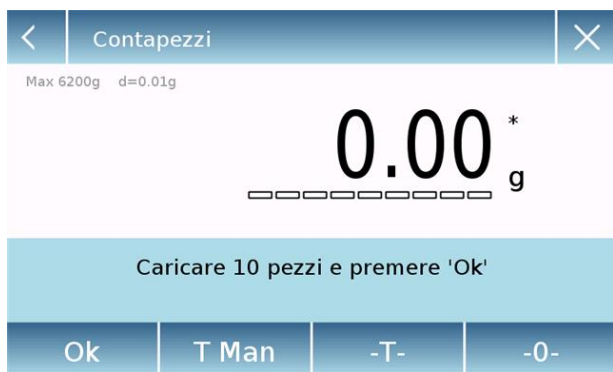 < Contapezzi X
Max 6200g d=0.01g
0.00 *
g
Caricare 10 pezzi e premere 'Ok'
Ok T Man -T- -0-